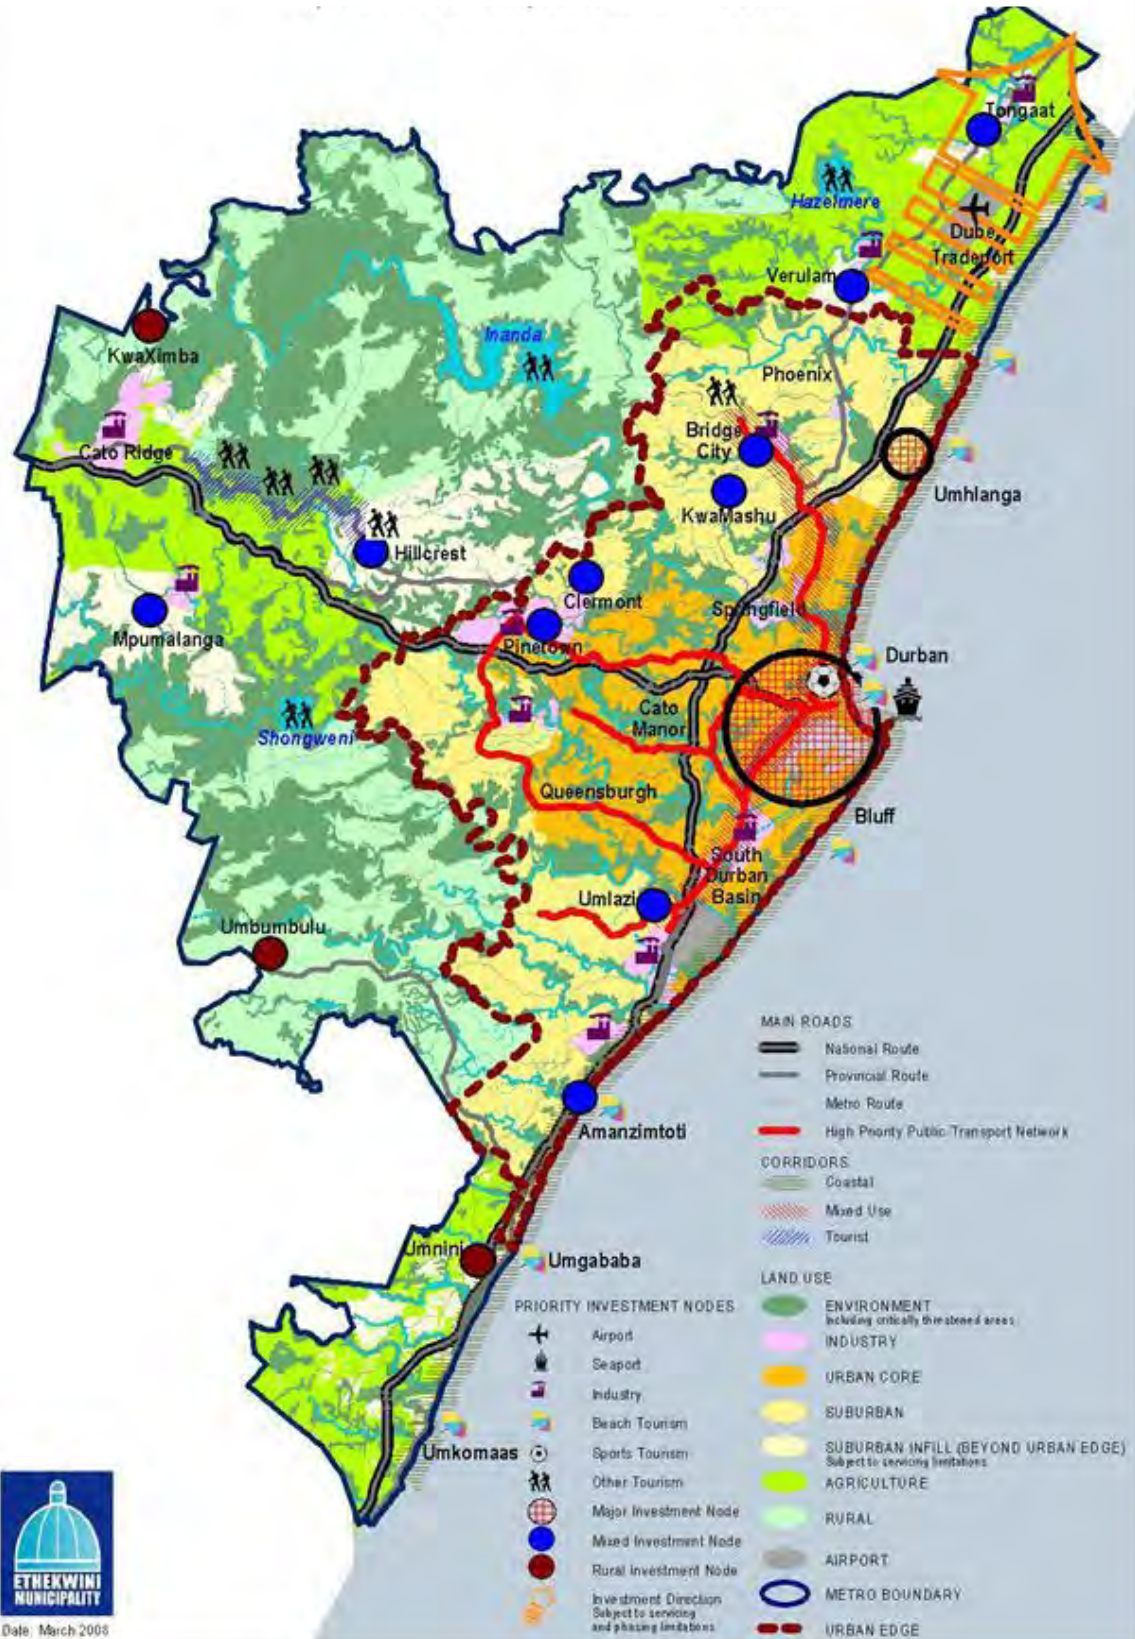 Tongaat
Hazelmere
Dube
Tradeport
Verulam
Inanda
KwaXimba
Phoenix
Bridge
City
Cato Ridge
Umhlanga
KwaMashu
Hillcrest
Clermont
Springfield
Mpumalanga
Pinetown
Durban
Cato
Manor
Shongweni
Queensburgh
Bluff
South
Durban
Basin
Umlazi
Umbumbulu
Amanzimtoti
Umnini
Umgababa
Umkomaas
MAIN ROADS
National Route
Provincial Route
Metro Route
High Priority Public Transport Network
CORRIDORS
Coastal
Mixed Use
Tourist
PRIORITY INVESTMENT NODES
Airport
Seaport
Industry
Beach Tourism
Sports Tourism
Other Tourism
Major Investment Node
Mixed Investment Node
Rural Investment Node
Investment Direction
Subject to servicing
and phasing limitations
LAND USE
ENVIRONMENT
Including critically threatened areas
INDUSTRY
URBAN CORE
SUBURBAN
SUBURBAN INFILL (BEYOND URBAN EDGE)
Subject to servicing limitations
AGRICULTURE
RURAL
AIRPORT
METRO BOUNDARY
URBAN EDGE
ETHEKWINI
MUNICIPALITY
Date: March 2008